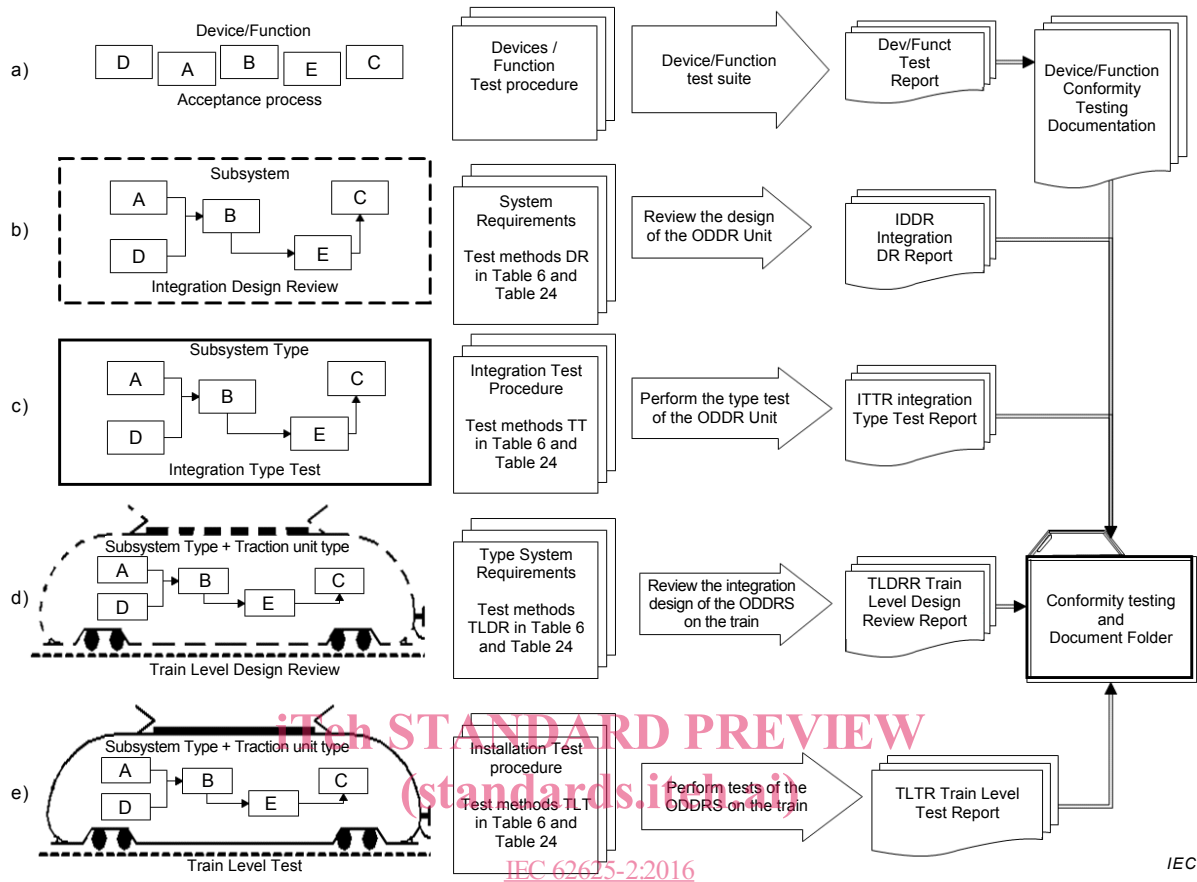 a)
Device/Function
D
A
B
E
C
Acceptance process
Devices /
Function
Test procedure
Device/Function
test suite
Dev/Funct
Test
Report
Device/Function
Conformity
Testing
Documentation
b)
Subsystem
A
D
B
E
C
Integration Design Review
System
Requirements
Test methods DR
in Table 6 and
Table 24
Review the design
of the ODDR Unit
IDDR
Integration
DR Report
c)
Subsystem Type
A
D
B
E
C
Integration Type Test
Integration Test
Procedure
Test methods TT
in Table 6 and
Table 24
Perform the type test
of the ODDR Unit
ITTR integration
Type Test Report
d)
Subsystem Type + Traction unit type
A
D
B
E
C
Train Level Design Review
Type System
Requirements
Test methods
TLDR in Table 6
and Table 24
Review the integration
design of the ODDRS
on the train
TLDRR Train
Level Design
Review Report
Conformity testing
and
Document Folder
iTeh STANDARD PREVIEW
(standards.iteh.ai)
e)
Subsystem Type + Traction unit type
A
D
B
E
C
Train Level Test
Installation Test
procedure
Test methods TLT
in Table 6 and
Table 24
Perform tests of the
ODDRS on the train
TLTR Train Level
Test Report
IEC 62625-2:2016
IEC